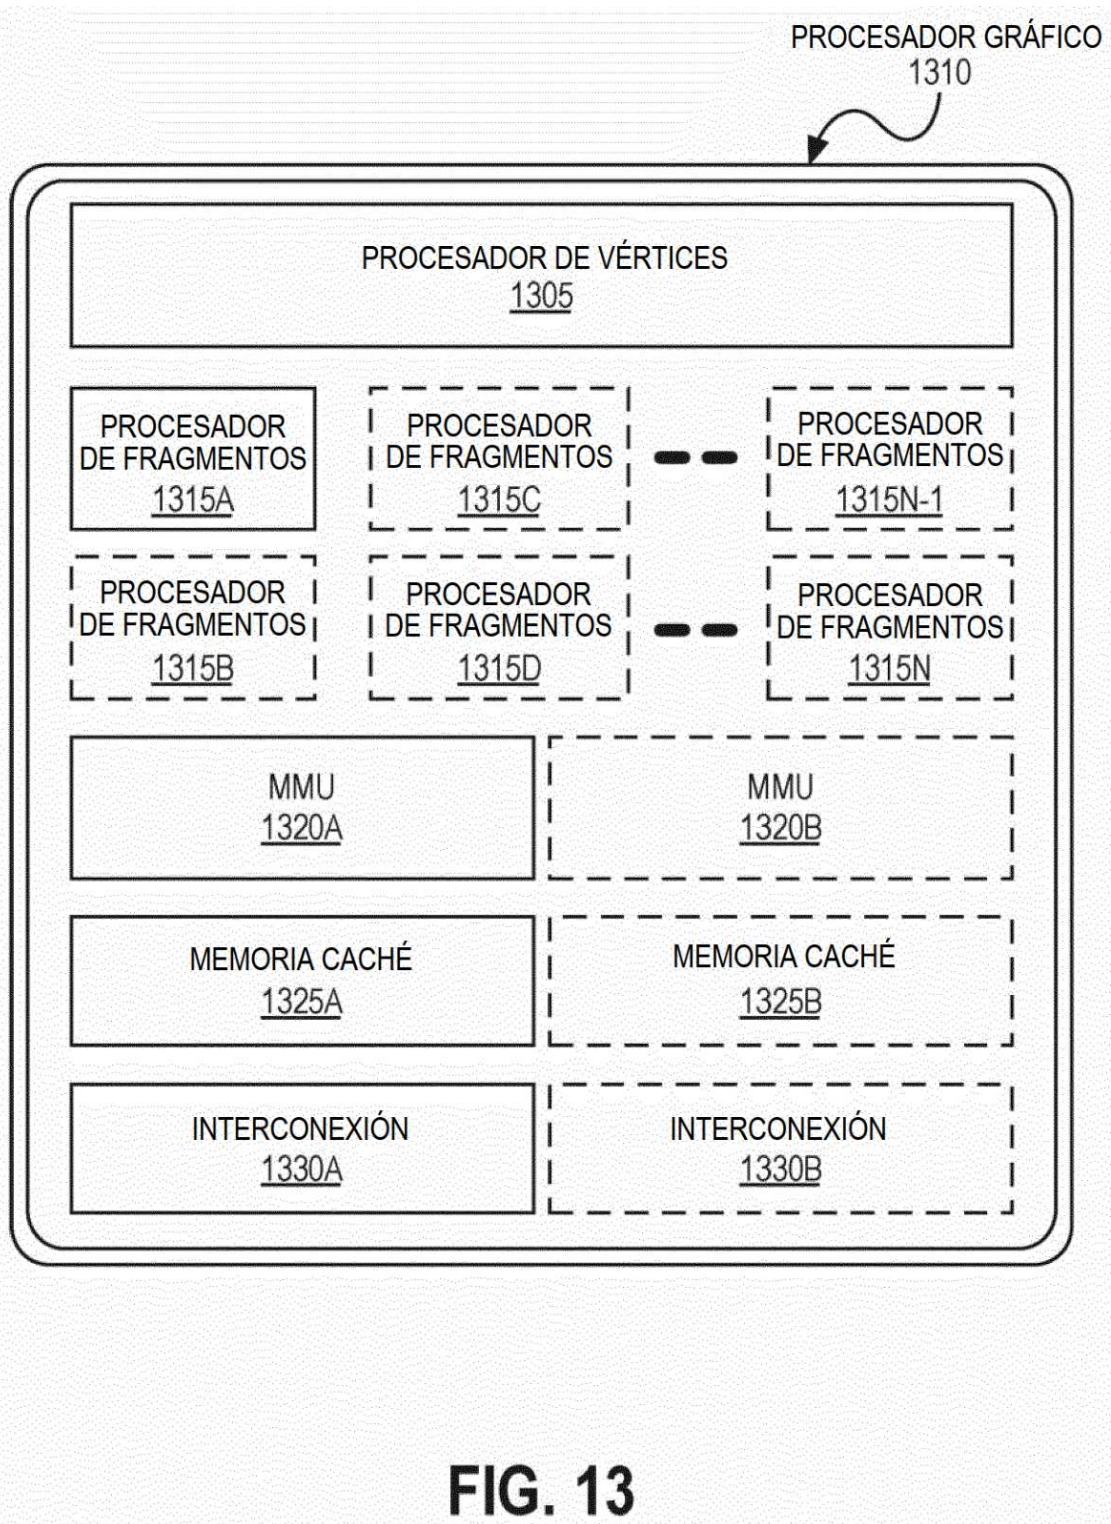 PROCESADOR GRÁFICO
1310
PROCESADOR DE VÉRTICES
1305
PROCESADOR
DE FRAGMENTOS
1315A
PROCESADOR
DE FRAGMENTOS
1315C
PROCESADOR
DE FRAGMENTOS
1315N-1
PROCESADOR
DE FRAGMENTOS
1315B
PROCESADOR
DE FRAGMENTOS
1315D
PROCESADOR
DE FRAGMENTOS
1315N
MMU
1320A
MMU
1320B
MEMORIA CACHÉ
1325A
MEMORIA CACHÉ
1325B
INTERCONEXIÓN
1330A
INTERCONEXIÓN
1330B
FIG. 13